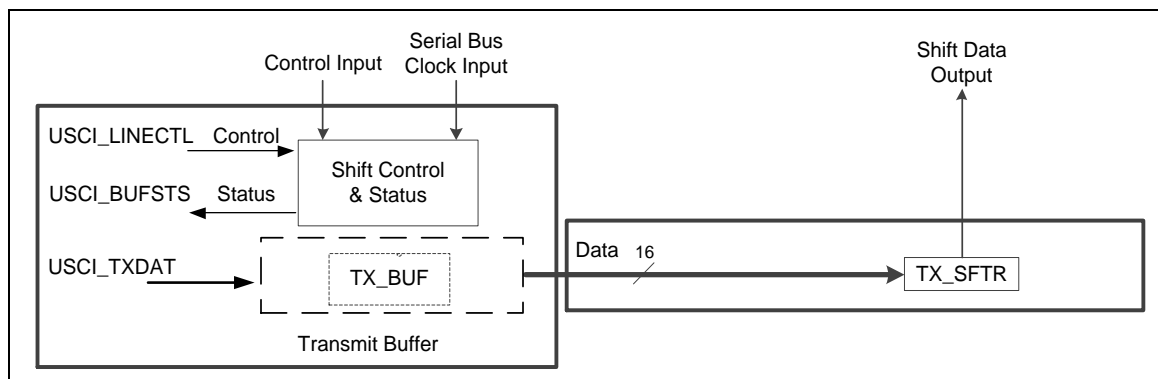 Serial Bus
Clock Input
Control Input
Shift Data
Output
USCI_LINECTL
Control
Shift Control
& Status
USCI_BUFSTS
Status
USCI_TXDAT
TX_BUF
Transmit Buffer
Data
16
TX_SFTR